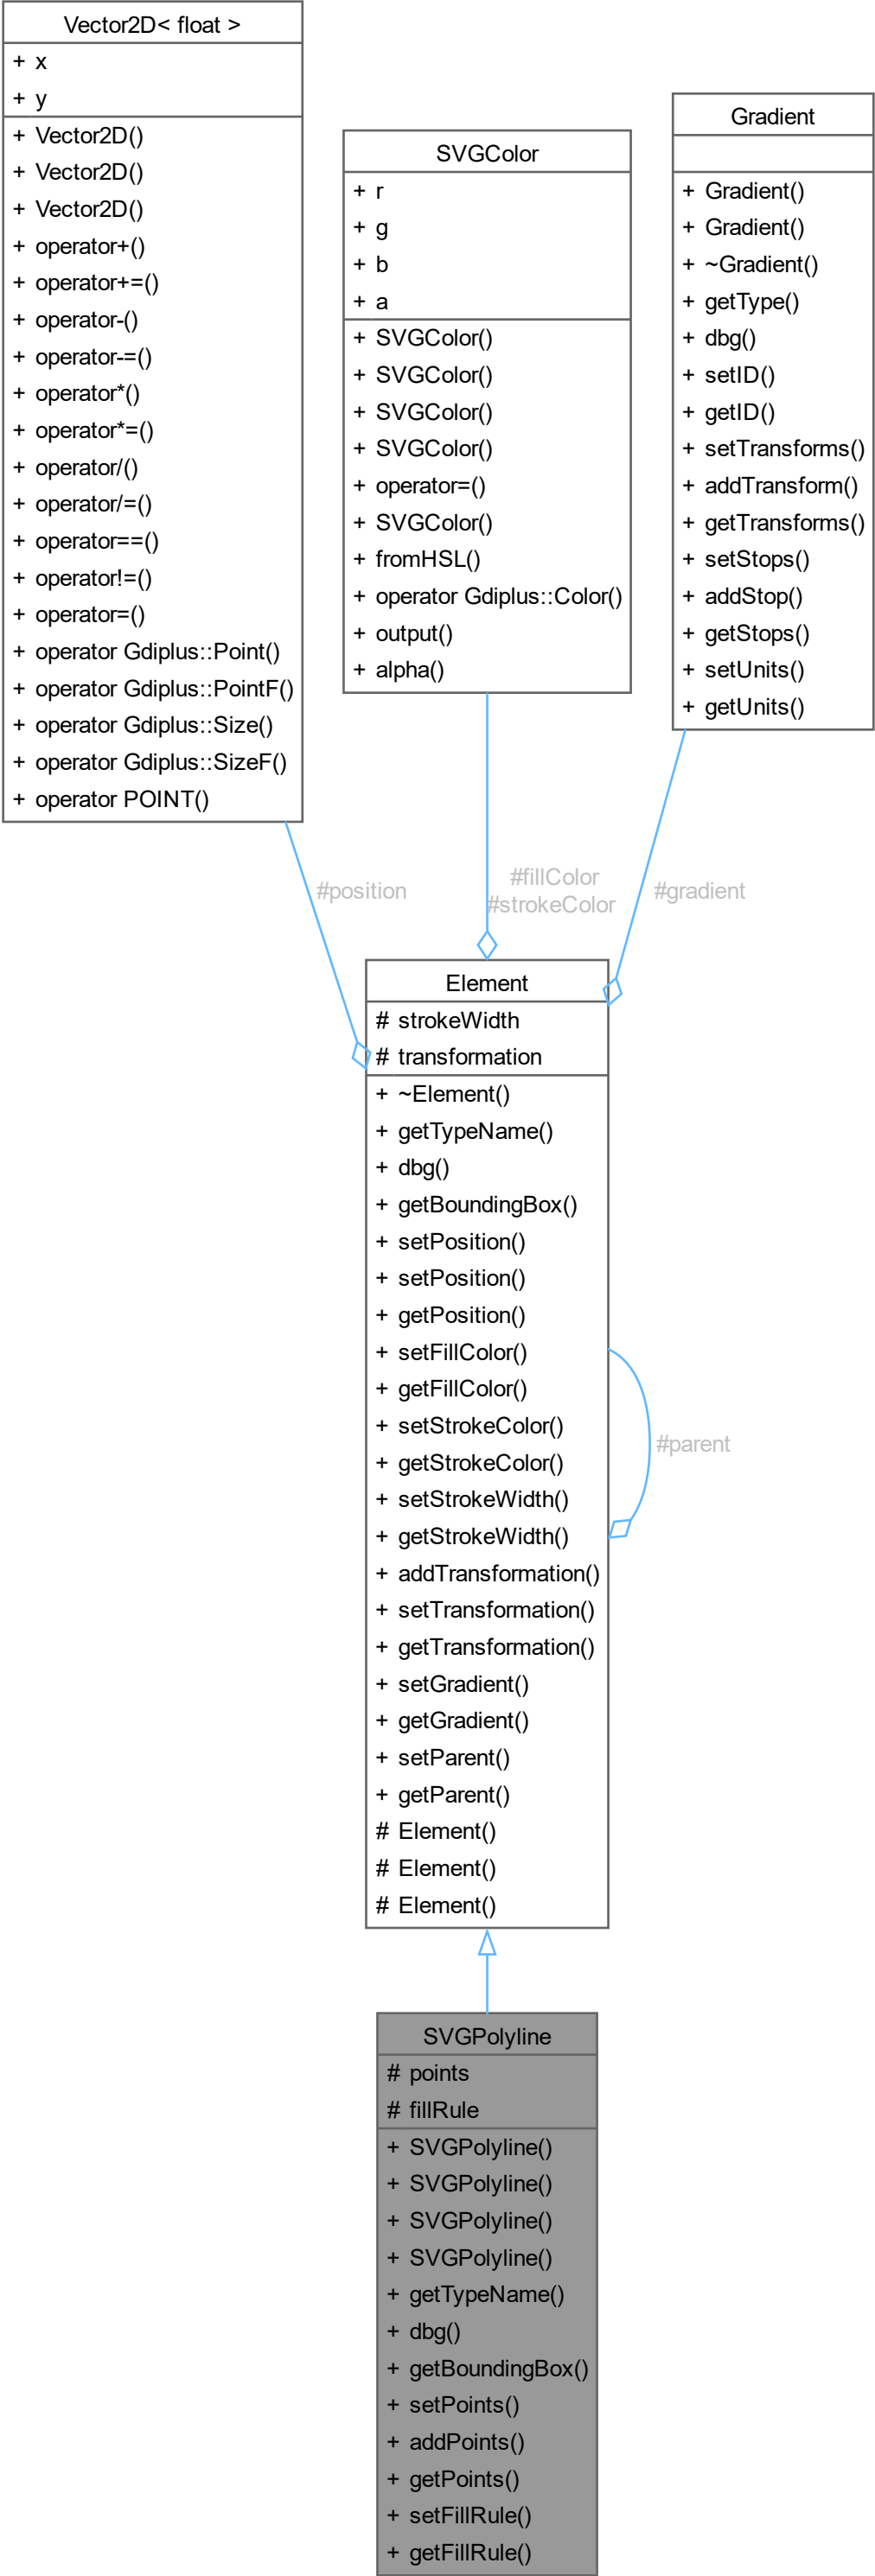 Vector2D< float >
+ x
+ y
+ Vector2D()
+ Vector2D()
+ Vector2D()
+ operator+()
+ operator+=()
+ operator-()
+ operator-=()
+ operator*()
+ operator*=()
+ operator/()
+ operator/=()
+ operator==()
+ operator!=()
+ operator=()
+ operator Gdiplus::Point()
+ operator Gdiplus::PointF()
+ operator Gdiplus::Size()
+ operator Gdiplus::SizeF()
+ operator POINT()
SVGColor
+ r
+ g
+ b
+ a
+ SVGColor()
+ SVGColor()
+ SVGColor()
+ SVGColor()
+ operator=()
+ SVGColor()
+ fromHSL()
+ operator Gdiplus::Color()
+ output()
+ alpha()
Gradient
+ Gradient()
+ Gradient()
+ ~Gradient()
+ getType()
+ dbg()
+ setID()
+ getID()
+ setTransforms()
+ addTransform()
+ getTransforms()
+ setStops()
+ addStop()
+ getStops()
+ setUnits()
+ getUnits()
#position
#fillColor
#strokeColor
#gradient
Element
# strokeWidth
# transformation
+ ~Element()
+ getTypeName()
+ dbg()
+ getBoundingBox()
+ setPosition()
+ setPosition()
+ getPosition()
+ setFillColor()
+ getFillColor()
+ setStrokeColor()
+ getStrokeColor()
+ setStrokeWidth()
+ getStrokeWidth()
+ addTransformation()
+ setTransformation()
+ getTransformation()
+ setGradient()
+ getGradient()
+ setParent()
+ getParent()
# Element()
# Element()
# Element()
#parent
SVGPolyline
# points
# fillRule
+ SVGPolyline()
+ SVGPolyline()
+ SVGPolyline()
+ SVGPolyline()
+ getTypeName()
+ dbg()
+ getBoundingBox()
+ setPoints()
+ addPoints()
+ getPoints()
+ setFillRule()
+ getFillRule()